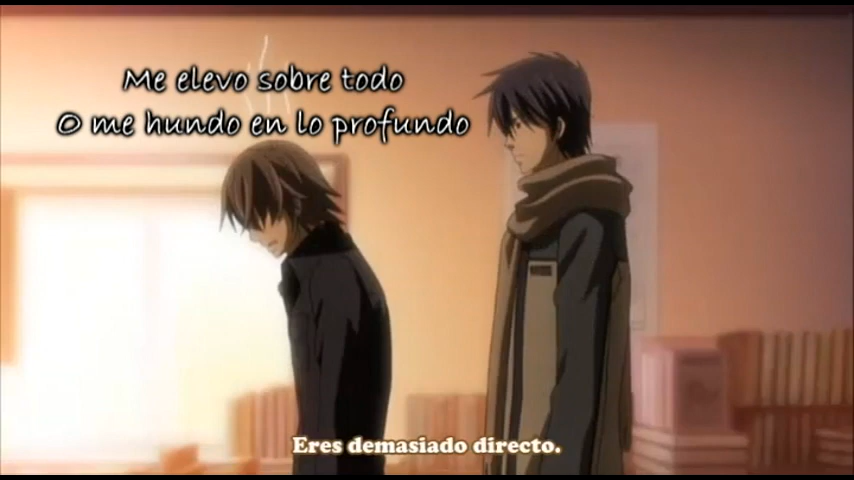 Me elevo sobre todo
O me hundo en lo profundo
Eres demasiado directo.